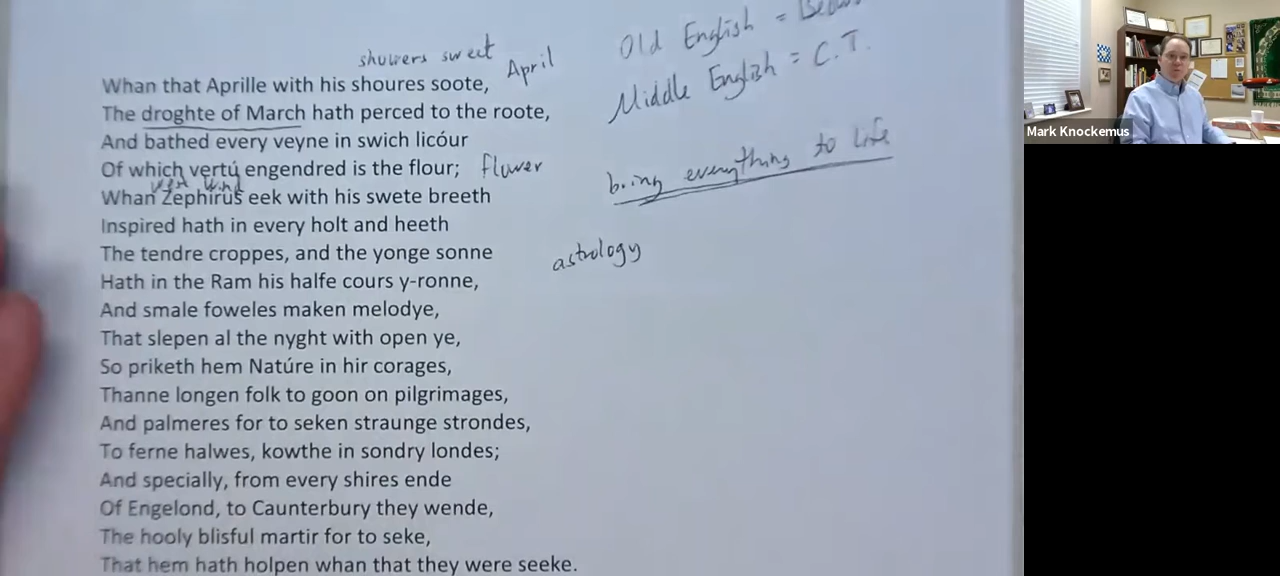 Old English =
Middle English = C.T.
showers sweet
April
Whan that Aprille with his shoures soote,
The droghte of March hath perced to the roote,
And bathed every veyne in swich licóur
Of which vertú engendred is the flour; flower
west wind
Whan Zephirus eek with his swete breeth
bring everything to life
Inspired hath in every holt and heeth
The tendre croppes, and the yonge sonne
astrology
Hath in the Ram his halfe cours y-ronne,
And smale foweles maken melodye,
That slepen al the nyght with open ye,
So priketh hem Natúre in hir corages,
Thanne longen folk to goon on pilgrimages,
And palmeres for to seken straunge strondes,
To ferne halwes, kowthe in sondry londes;
And specially, from every shires ende
Of Engelond, to Caunterbury they wende,
The hooly blisful martir for to seke,
That hem hath holpen whan that they were seeke.
Mark Knockemus